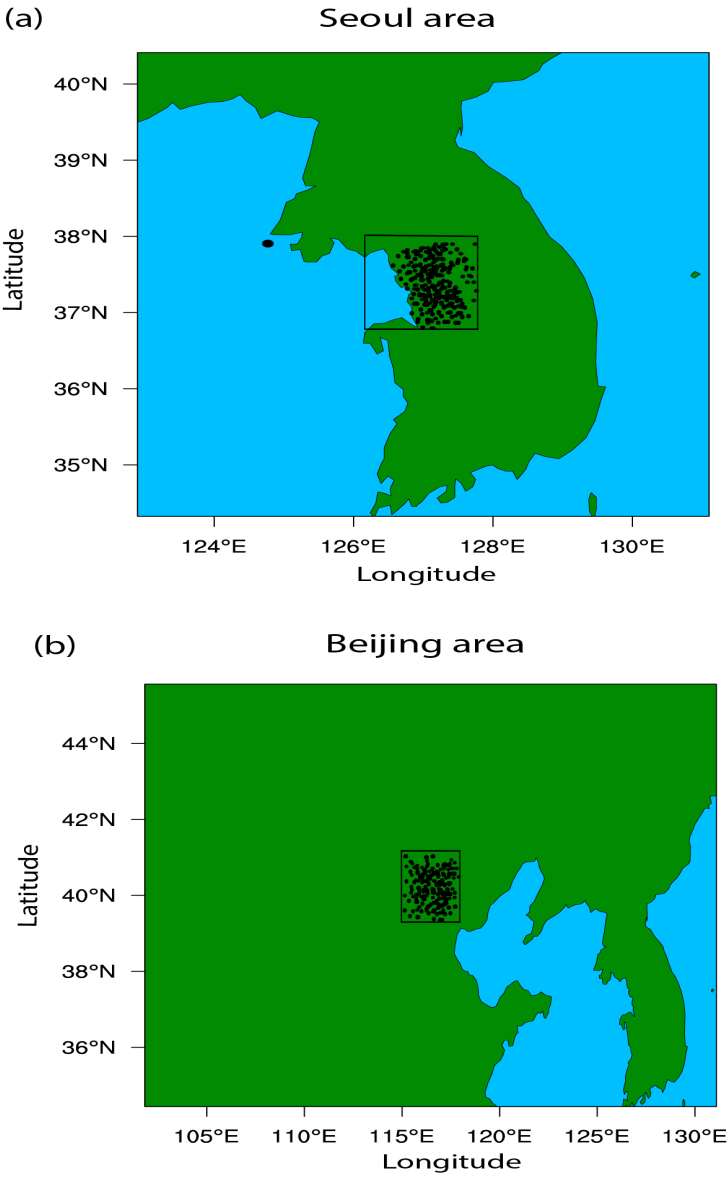 (a) Seoul area
40°N
39°N
38°N
37°N
36°N
35°N
Latitude
124°E 126°E 128°E 130°E
Longitude
(b) Beijing area
44°N
42°N
40°N
38°N
36°N
Latitude
105°E 110°E 115°E 120°E 125°E 130°E
Longitude